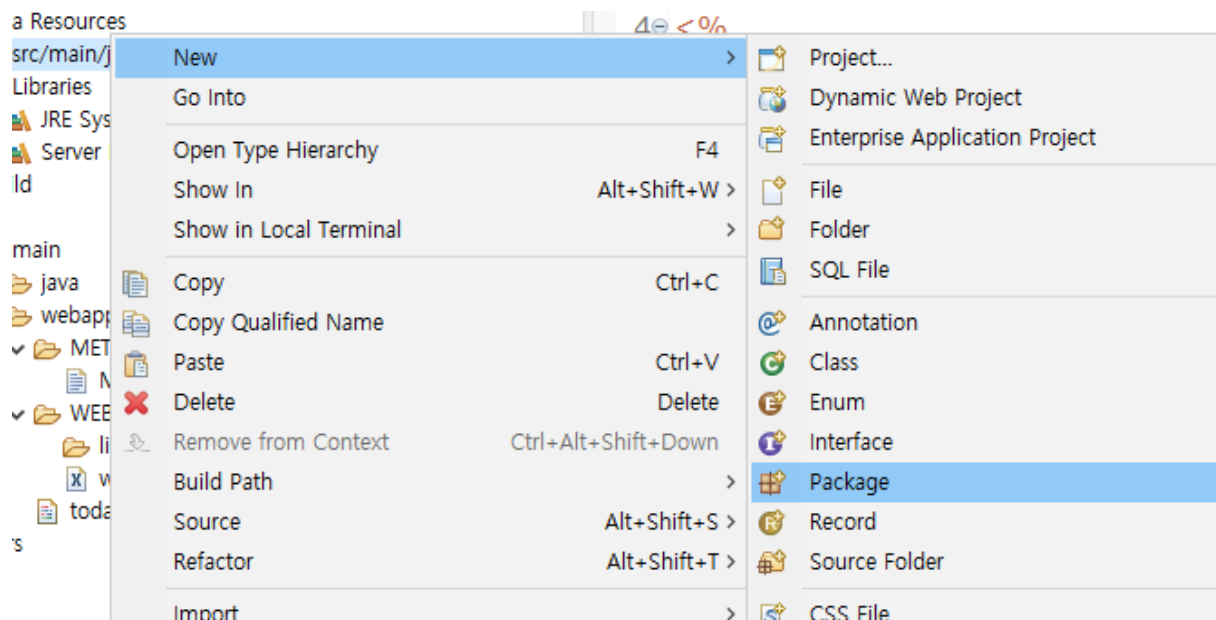 a Resources
src/main/j
Libraries
JRE Sys
Server
ld
main
java
webapp
MET
M
WEB
li
w
toda
rs
4 <%
New
Go Into
Open Type Hierarchy F4
Show In Alt+Shift+W
Show in Local Terminal
Copy Ctrl+C
Copy Qualified Name
Paste Ctrl+V
Delete Delete
Remove from Context Ctrl+Alt+Shift+Down
Build Path
Source Alt+Shift+S
Refactor Alt+Shift+T
Import
Project...
Dynamic Web Project
Enterprise Application Project
File
Folder
SQL File
Annotation
Class
Enum
Interface
Package
Record
Source Folder
CSS File